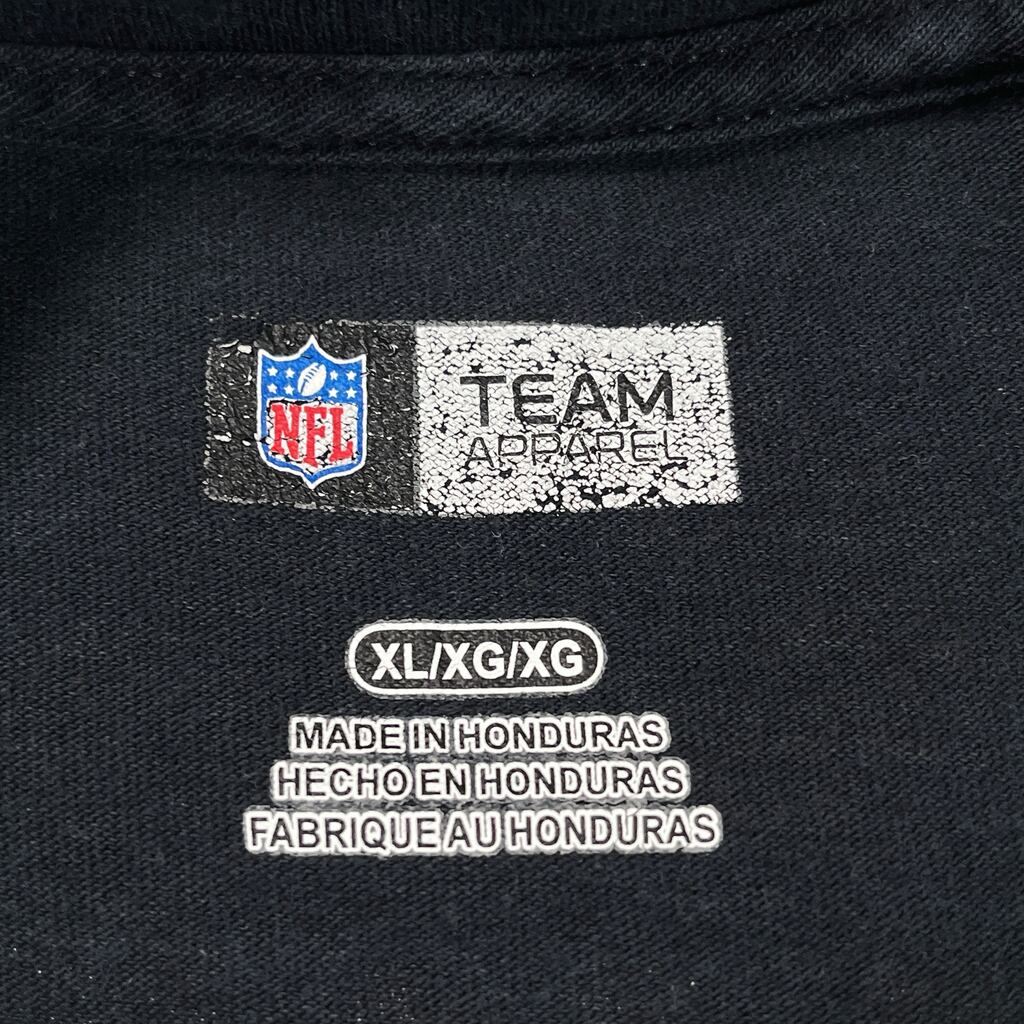 NFL
TEAM
APPAREL
XL/XG/XG
MADE IN HONDURAS
HECHO EN HONDURAS
FABRIQUE AU HONDURAS